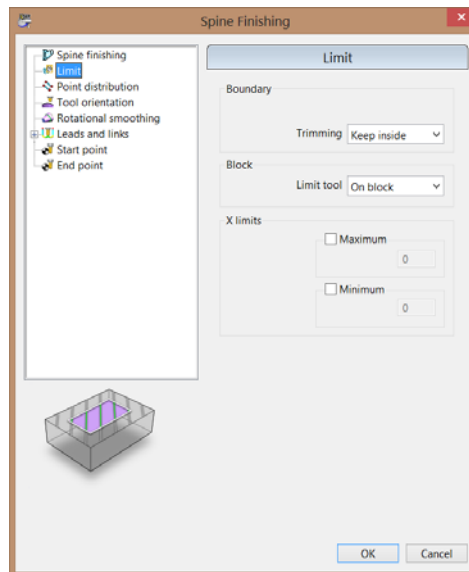 Spine Finishing
Spine finishing
Limit
Point distribution
Tool orientation
Rotational smoothing
Leads and links
Start point
End point
Limit
Boundary
Trimming Keep inside
Block
Limit tool On block
X limits
Maximum
0
Minimum
0
OK Cancel